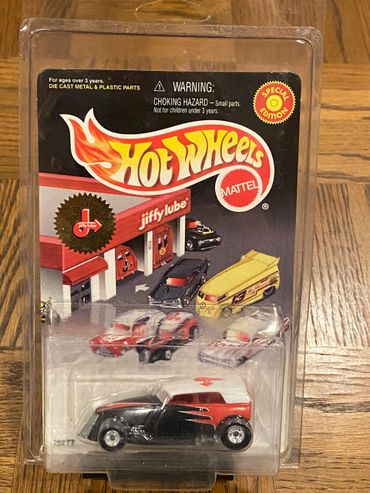 For ages over 3 years.
DIE CAST METAL & PLASTIC PARTS
WARNING:
CHOKING HAZARD - Small parts.
Not for children under 3 years.
SPECIAL EDITION
HOT WHEELS
MATTEL
®
jiffy lube